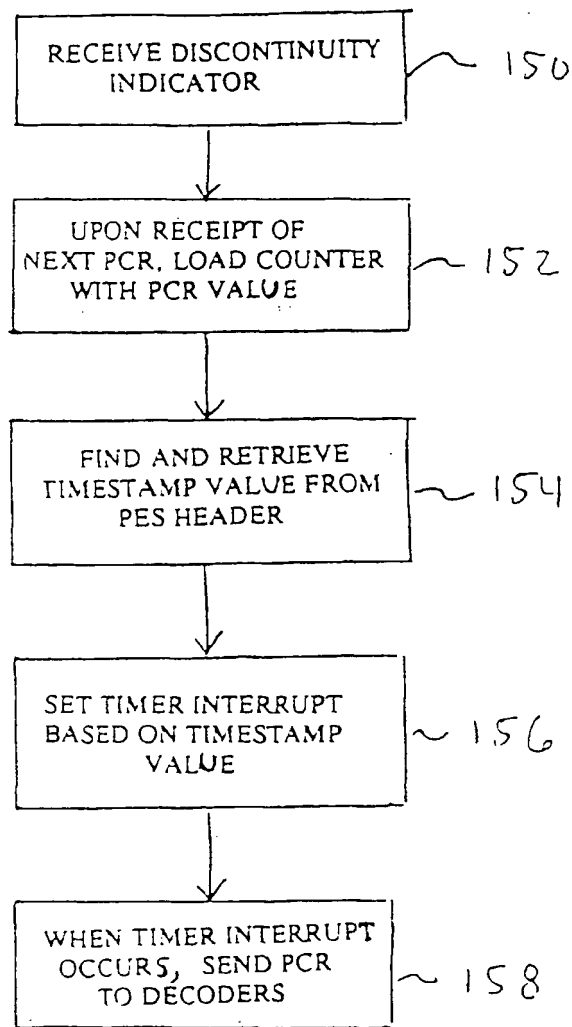 RECEIVE DISCONTINUITY
INDICATOR
150
UPON RECEIPT OF
NEXT PCR, LOAD COUNTER
WITH PCR VALUE
152
FIND AND RETRIEVE
TIMESTAMP VALUE FROM
PES HEADER
154
SET TIMER INTERRUPT
BASED ON TIMESTAMP
VALUE
156
WHEN TIMER INTERRUPT
OCCURS, SEND PCR
TO DECODERS
158